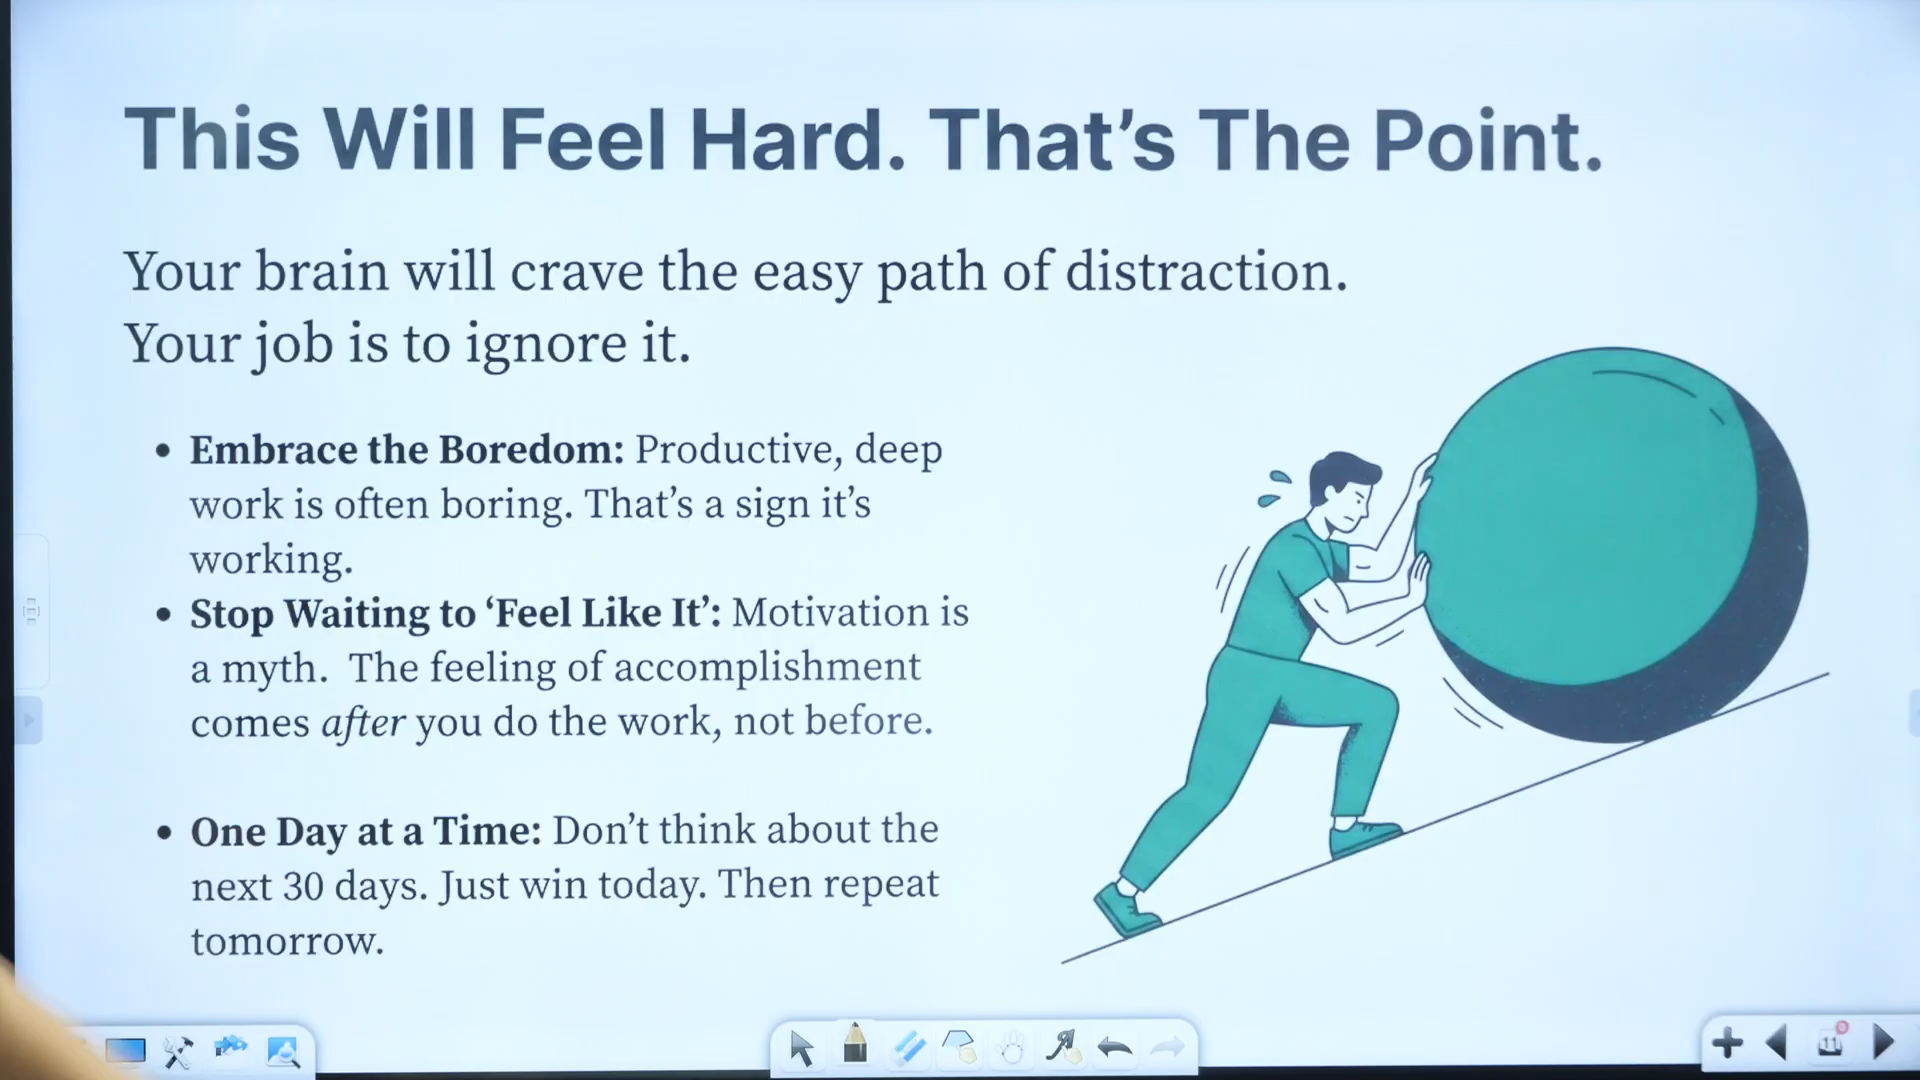 This Will Feel Hard. That’s The Point.
Your brain will crave the easy path of distraction.
Your job is to ignore it.
• Embrace the Boredom: Productive, deep
work is often boring. That’s a sign it’s
working.
• Stop Waiting to ‘Feel Like It’: Motivation is
a myth. The feeling of accomplishment
comes after you do the work, not before.
• One Day at a Time: Don’t think about the
next 30 days. Just win today. Then repeat
tomorrow.
11